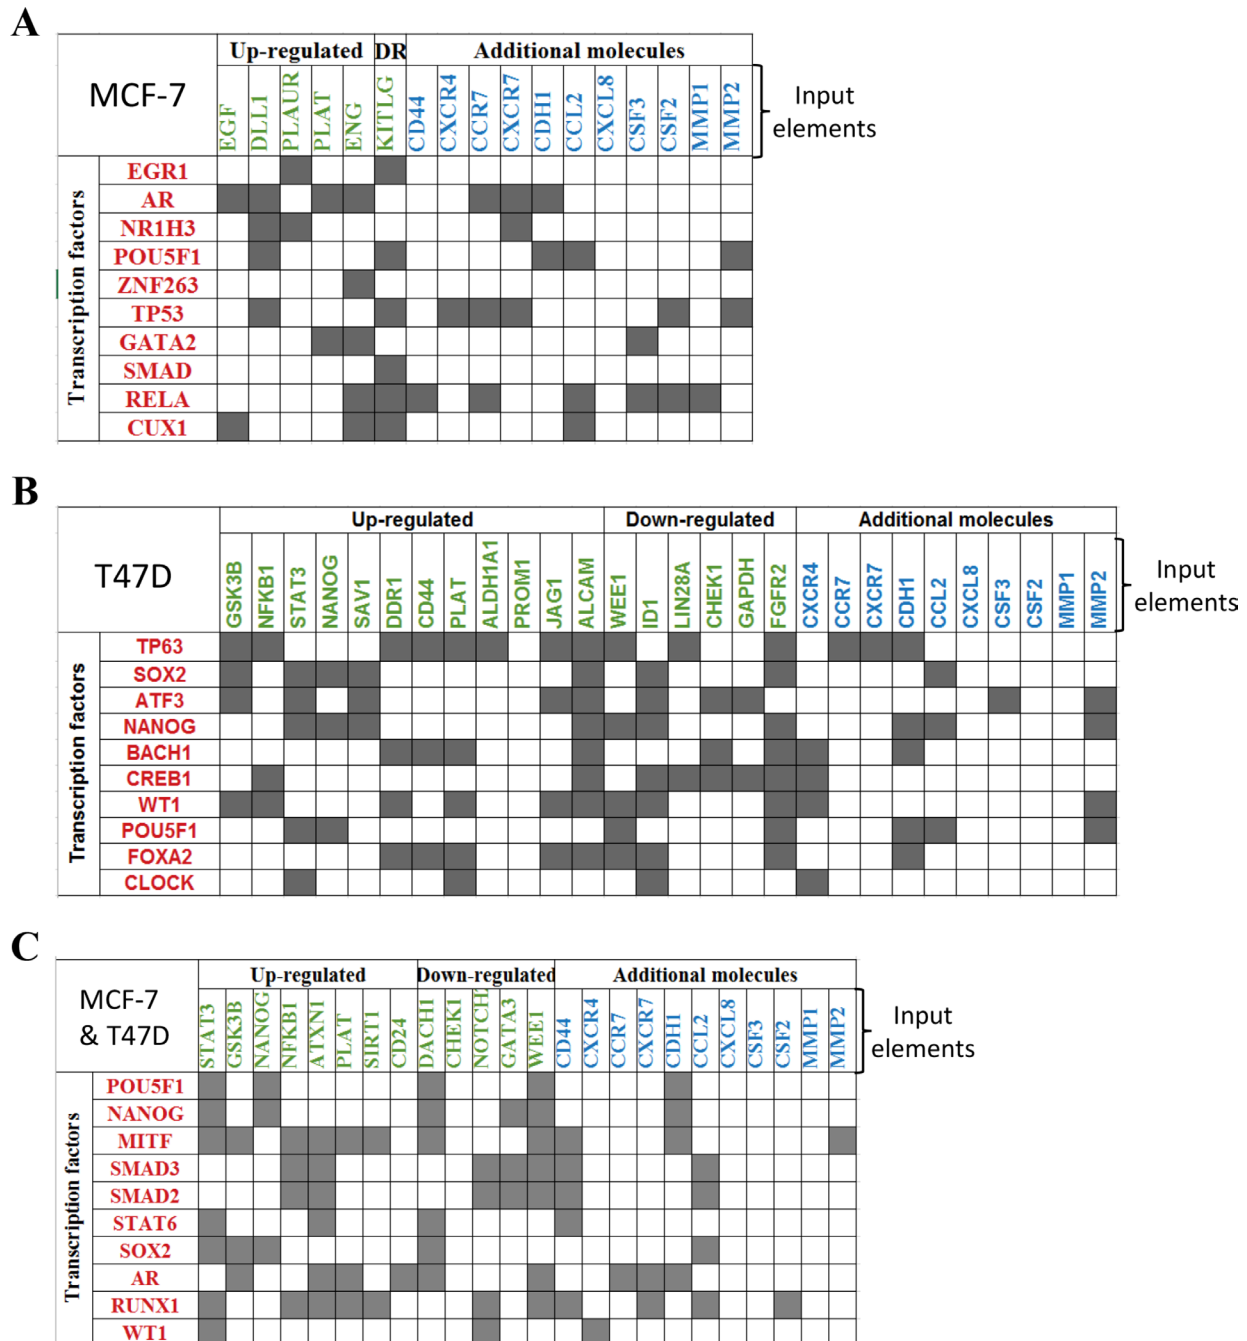 A
Up-regulated DR Additional molecules
MCF-7
EGF DLL1 PLAUR PLAT ENG KITLG CD44 CXCR4 CCR7 CXCR7 CDH1 CCL2 CXCL8 CSF3 CSF2 MMP1 MMP2
Input
elements
Transcription factors
EGR1
AR
NR1H3
POU5F1
ZNF263
TP53
GATA2
SMAD
RELA
CUX1
B
Up-regulated Down-regulated Additional molecules
T47D
GSK3B NFKB1 STAT3 NANOG SAV1 DDR1 CD44 PLAT ALDH1A1 PROM1 JAG1 ALCAM WEE1 ID1 LIN28A CHEK1 GAPDH FGFR2 CXCR4 CCR7 CXCR7 CDH1 CCL2 CXCL8 CSF3 CSF2 MMP1 MMP2
Input
elements
Transcription factors
TP63
SOX2
ATF3
NANOG
BACH1
CREB1
WT1
POU5F1
FOXA2
CLOCK
C
Up-regulated Down-regulated Additional molecules
MCF-7
& T47D
STAT3 GSK3B NANOG NFKB1 ATXN1 PLAT SIRT1 CD24 DACH1 CHEK1 GATA3 WEE1 CD44 CXCR4 CCR7 CXCR7 CDH1 CCL2 CXCL8 CSF3 CSF2 MMP1 MMP2
Input
elements
Transcription factors
POU5F1
NANOG
MITF
SMAD3
SMAD2
STAT6
SOX2
AR
RUNX1
WT1